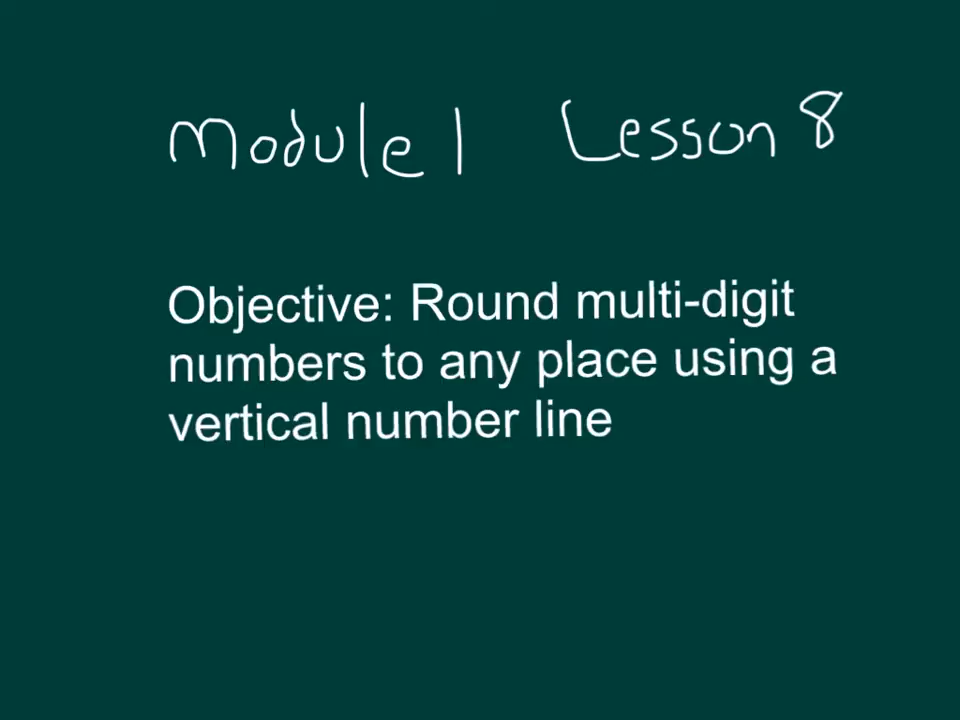 Module 1 Lesson 8
Objective: Round multi-digit
numbers to any place using a
vertical number line